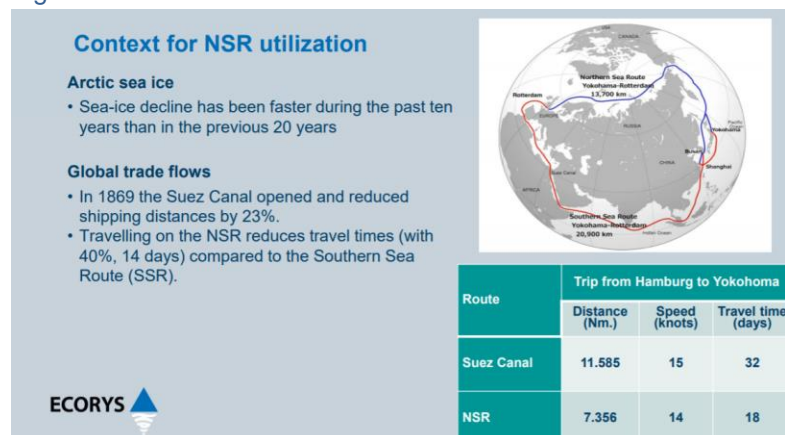 Context for NSR utilization
Arctic sea ice
• Sea-ice decline has been faster during the past ten
years than in the previous 20 years
Global trade flows
• In 1869 the Suez Canal opened and reduced
shipping distances by 23%.
• Travelling on the NSR reduces travel times (with
40%, 14 days) compared to the Southern Sea
Route (SSR).
ECORYS
CANADA
Northern Sea Route
Yokohama-Rotterdam
13,700 km
Rotterdam
EUROPE
RUSSIA
Pacific
Ocean
Yokohama
Busan
CHINA
Shanghai
Suez Canal
AFRICA
Southern Sea Route
Yokohama-Rotterdam
20,900 km
Indian Ocean
Route
Trip from Hamburg to Yokohoma
Distance
(Nm.)
Speed
(knots)
Travel time
(days)
Suez Canal 11.585 15 32
NSR 7.356 14 18